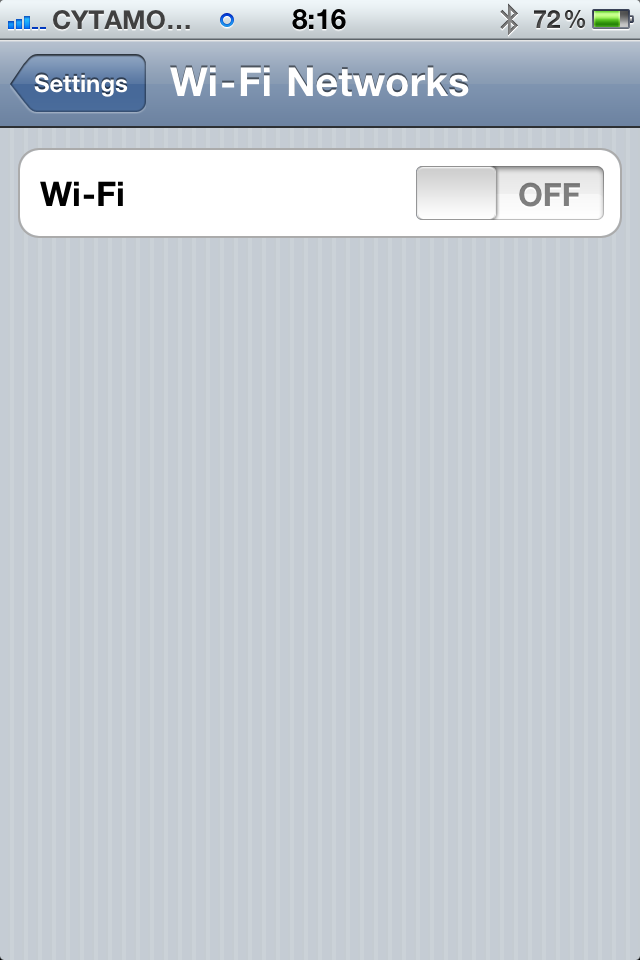 CYTAMO... 8:16 72%
Settings Wi-Fi Networks
Wi-Fi OFF